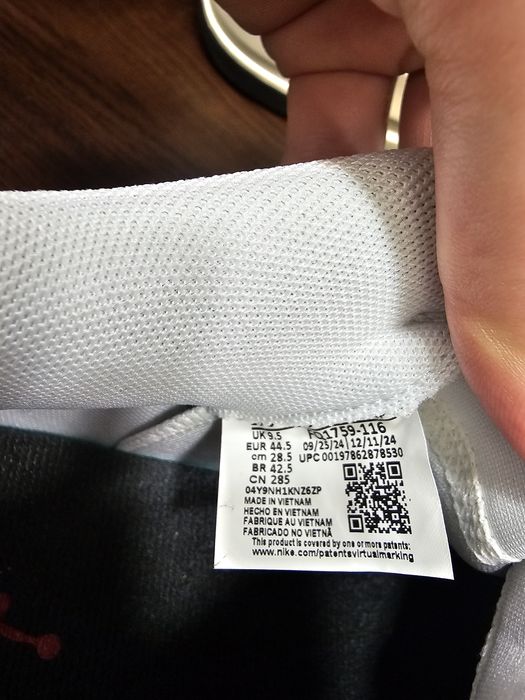 UK 9.5 FQ1759-116
EUR 44.5 09/25/24 12/11/24
cm 28.5 UPC 00197862878530
BR 42.5
CN 285
04Y9NH1KNZ6ZP
MADE IN VIETNAM
HECHO EN VIETNAM
FABRIQUE AU VIETNAM
FABRICADO NO VIETNÃ
This product is covered by one or more patents:
www.nike.com/patentsvirtualmarking